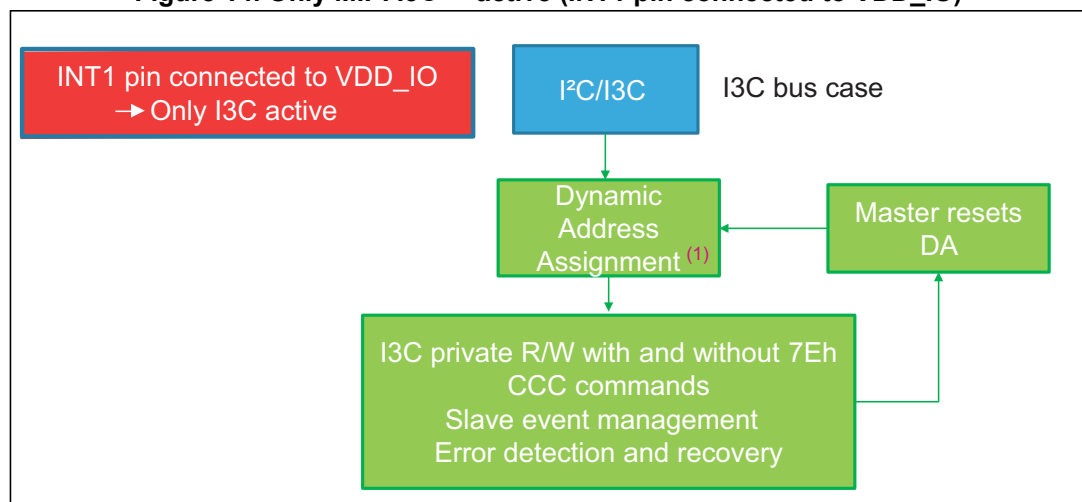 INT1 pin connected to VDD_IO
→ Only I3C active
I²C/I3C
I3C bus case
Dynamic
Address
Assignment (1)
Master resets
DA
I3C private R/W with and without 7Eh
CCC commands
Slave event management
Error detection and recovery